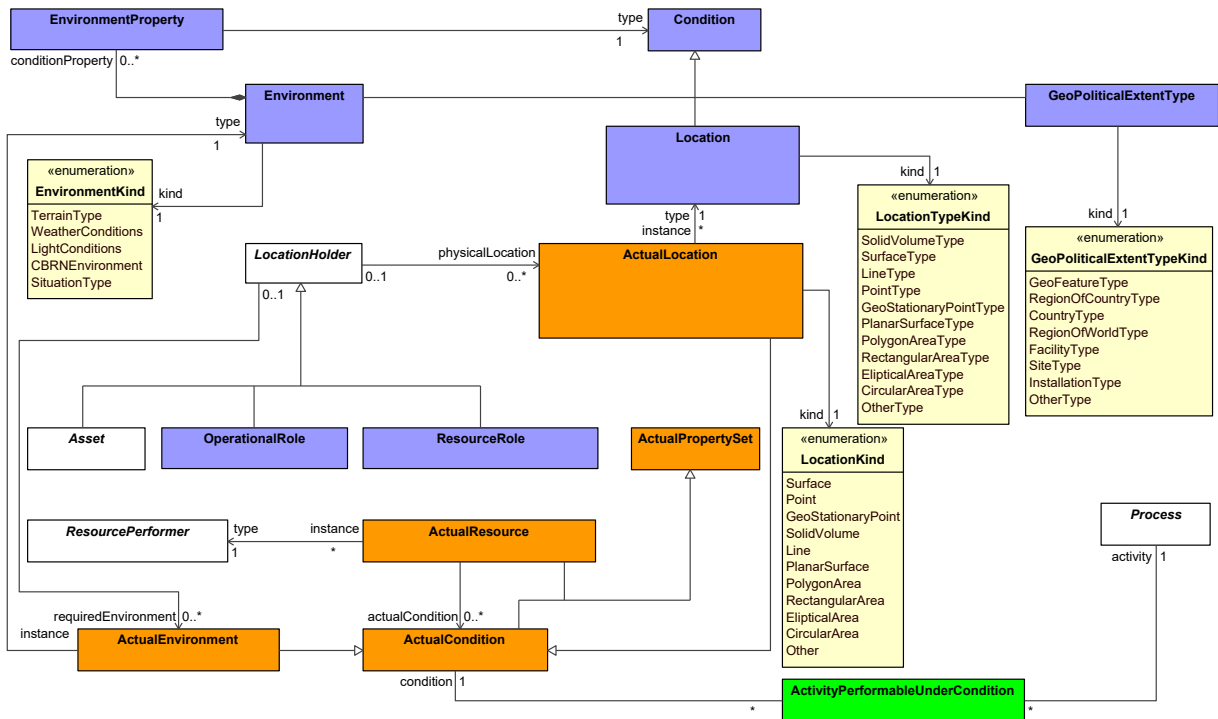 EnvironmentProperty
type
1
Condition
conditionProperty
0..*
Environment
GeoPoliticalExtentType
type
1
Location
«enumeration»
EnvironmentKind
TerrainType
WeatherConditions
LightConditions
CBRNEnvironment
SituationType
kind
1
kind
1
«enumeration»
LocationTypeKind
SolidVolumeType
SurfaceType
LineType
PointType
GeoStationaryPointType
PlanarSurfaceType
PolygonAreaType
RectangularAreaType
ElipticalAreaType
CircularAreaType
OtherType
kind
1
«enumeration»
GeoPoliticalExtentTypeKind
GeoFeatureType
RegionOfCountryType
CountryType
RegionOfWorldType
FacilityType
SiteType
InstallationType
OtherType
type
1
instance
*
LocationHolder
0..1
0..1
physicalLocation
0..*
ActualLocation
Asset
OperationalRole
ResourceRole
ActualPropertySet
kind
1
«enumeration»
LocationKind
Surface
Point
GeoStationaryPoint
SolidVolume
Line
PlanarSurface
PolygonArea
RectangularArea
ElipticalArea
CircularArea
Other
ResourcePerformer
type
1
instance
*
ActualResource
Process
activity
1
requiredEnvironment
0..*
actualCondition
0..*
instance
ActualEnvironment
ActualCondition
condition
1
*
ActivityPerformableUnderCondition
*